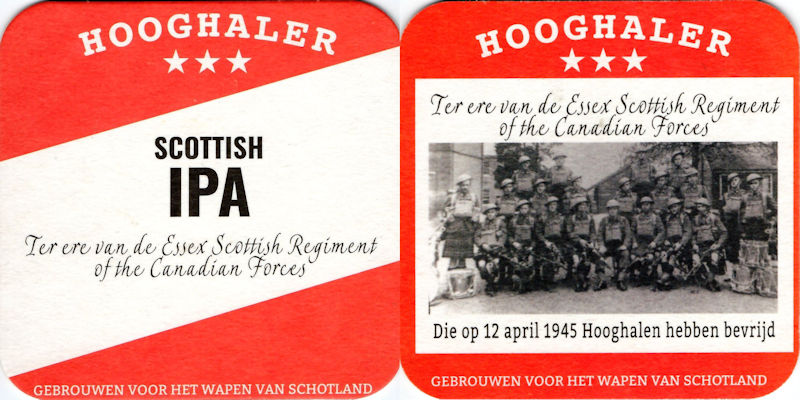 HOOGHALER
SCOTTISH
IPA
Ter ere van de Essex Scottish Regiment
of the Canadian Forces
GEBROUWEN VOOR HET WAPEN VAN SCHOTLAND
HOOGHALER
Ter ere van de Essex Scottish Regiment
of the Canadian Forces
Die op 12 april 1945 Hooghalen hebben bevrijd
GEBROUWEN VOOR HET WAPEN VAN SCHOTLAND